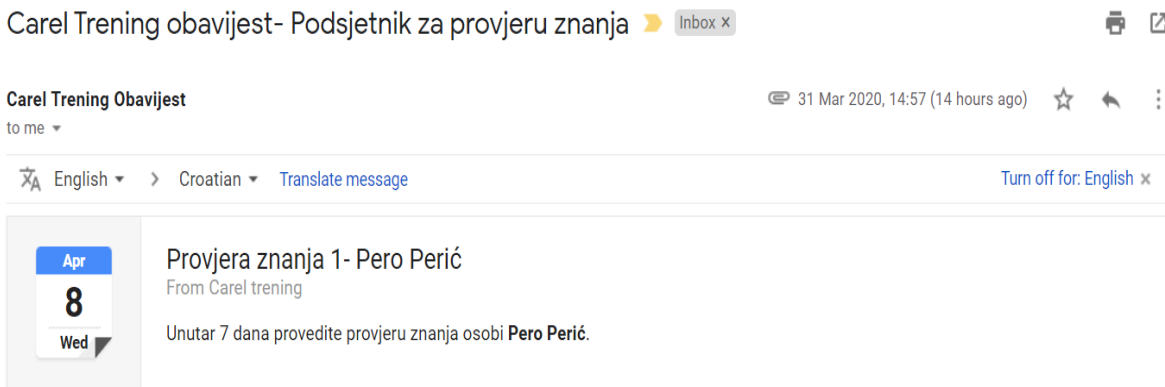 Carel Trening obavijest- Podsjetnik za provjeru znanja Inbox ×
Carel Trening Obavijest 31 Mar 2020, 14:57 (14 hours ago)
to me
English > Croatian Translate message Turn off for: English ×
Apr
8
Wed
Provjera znanja 1- Pero Perić
From Carel trening
Unutar 7 dana provedite provjeru znanja osobi Pero Perić.